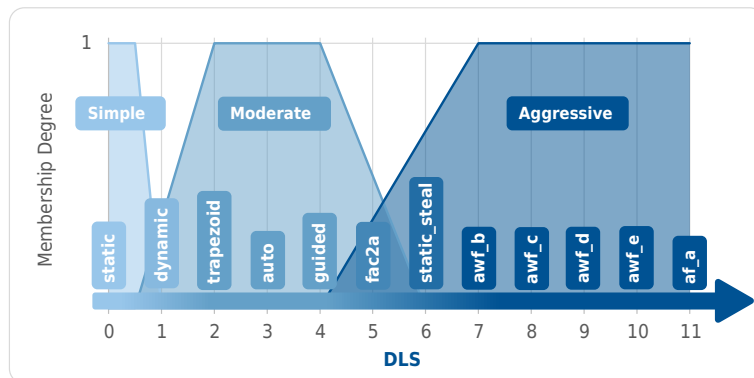 1
Membership Degree
Simple
Moderate
Aggressive
static
dynamic
trapezoid
auto
guided
fac2a
static_steal
awf_b
awf_c
awf_d
awf_e
af_a
0 1 2 3 4 5 6 7 8 9 10 11
DLS